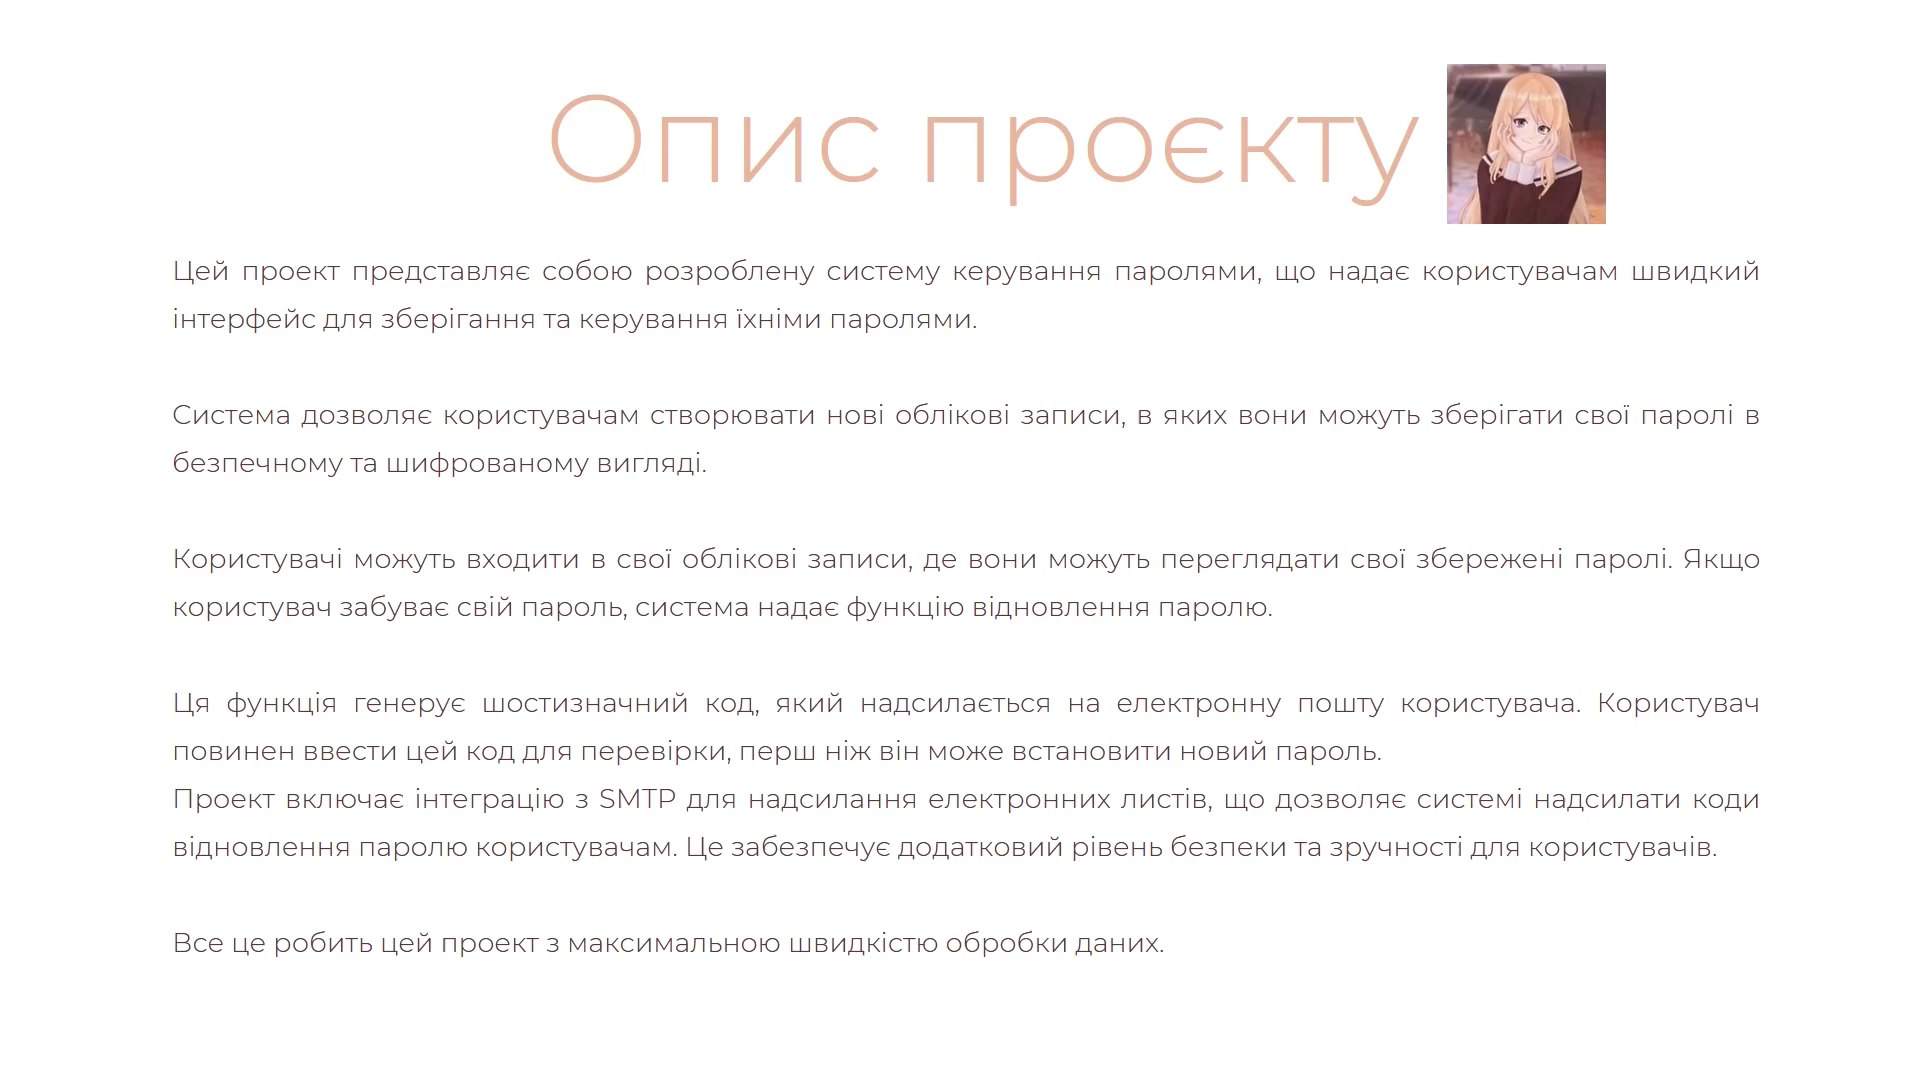 Опис проєкту
Цей проект представляє собою розроблену систему керування паролями, що надає користувачам швидкий
інтерфейс для зберігання та керування їхніми паролями.
Система дозволяє користувачам створювати нові облікові записи, в яких вони можуть зберігати свої паролі в
безпечному та шифрованому вигляді.
Користувачі можуть входити в свої облікові записи, де вони можуть переглядати свої збережені паролі. Якщо
користувач забуває свій пароль, система надає функцію відновлення паролю.
Ця функція генерує шостизначний код, який надсилається на електронну пошту користувача. Користувач
повинен ввести цей код для перевірки, перш ніж він може встановити новий пароль.
Проект включає інтеграцію з SMTP для надсилання електронних листів, що дозволяє системі надсилати коди
відновлення паролю користувачам. Це забезпечує додатковий рівень безпеки та зручності для користувачів.
Все це робить цей проект з максимальною швидкістю обробки даних.